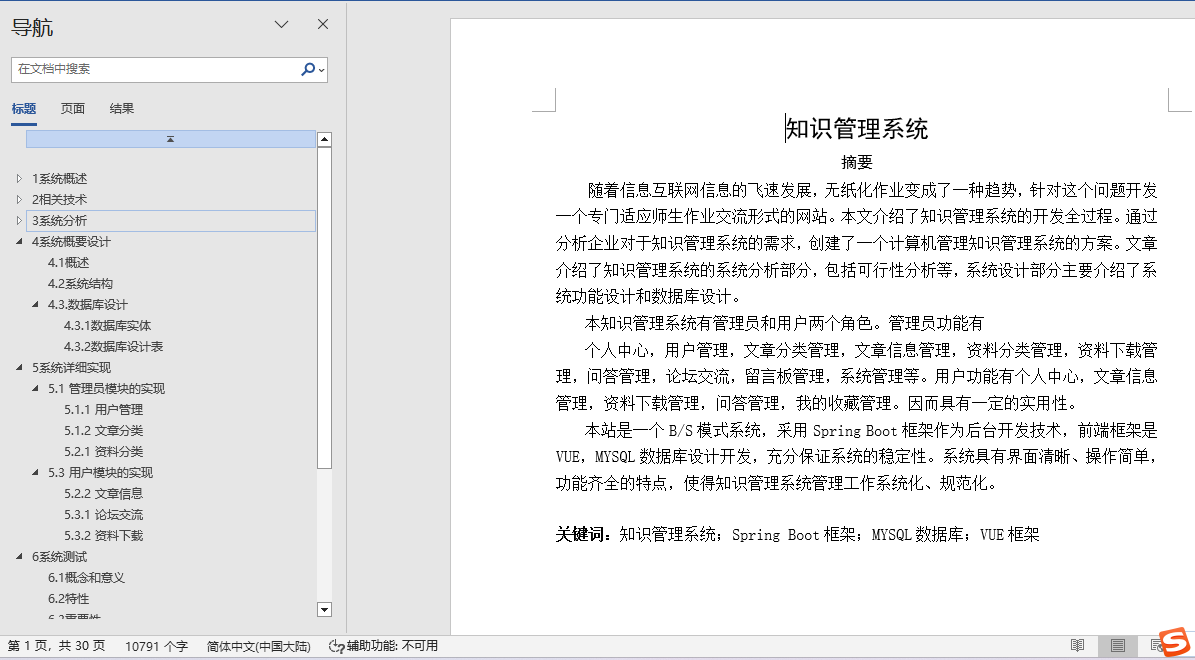 导航
在文档中搜索
标题 页面 结果
1系统概述
2相关技术
3系统分析
4系统概要设计
4.1概述
4.2系统结构
4.3.数据库设计
4.3.1数据库实体
4.3.2数据库设计表
5系统详细实现
5.1 管理员模块的实现
5.1.1 用户管理
5.1.2 文章分类
5.2.1 资料分类
5.3 用户模块的实现
5.2.2 文章信息
5.3.1 论坛交流
5.3.2 资料下载
6系统测试
6.1概念和意义
6.2特性
6.3重要性
知识管理系统
摘要
随着信息互联网信息的飞速发展，无纸化作业变成了一种趋势，针对这个问题开发
一个专门适应师生作业交流形式的网站。本文介绍了知识管理系统的开发全过程。通过
分析企业对于知识管理系统的需求，创建了一个计算机管理知识管理系统的方案。文章
介绍了知识管理系统的系统分析部分，包括可行性分析等，系统设计部分主要介绍了系
统功能设计和数据库设计。
本知识管理系统有管理员和用户两个角色。管理员功能有
个人中心，用户管理，文章分类管理，文章信息管理，资料分类管理，资料下载管
理，问答管理，论坛交流，留言板管理，系统管理等。用户功能有个人中心，文章信息
管理，资料下载管理，问答管理，我的收藏管理。因而具有一定的实用性。
本站是一个 B/S 模式系统，采用 Spring Boot 框架作为后台开发技术，前端框架是
VUE，MYSQL 数据库设计开发，充分保证系统的稳定性。系统具有界面清晰、操作简单，
功能齐全的特点，使得知识管理系统管理工作系统化、规范化。
关键词：知识管理系统；Spring Boot 框架；MYSQL 数据库；VUE 框架
第 1 页，共 30 页 10791 个字 简体中文(中国大陆) 辅助功能: 不可用
S